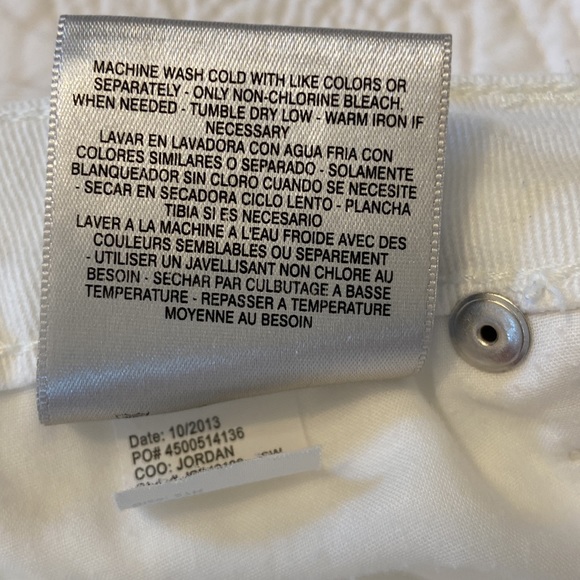 MACHINE WASH COLD WITH LIKE COLORS OR
SEPARATELY - ONLY NON-CHLORINE BLEACH,
WHEN NEEDED - TUMBLE DRY LOW - WARM IRON IF
NECESSARY
LAVAR EN LAVADORA CON AGUA FRIA CON
COLORES SIMILARES O SEPARADO - SOLAMENTE
BLANQUEADOR SIN CLORO CUANDO SE NECESITE
- SECAR EN SECADORA CICLO LENTO - PLANCHA
TIBIA SI ES NECESARIO
LAVER A LA MACHINE A L'EAU FROIDE AVEC DES
COULEURS SEMBLABLES OU SEPAREMENT
- UTILISER UN JAVELLISANT NON CHLORE AU
BESOIN - SECHAR PAR CULBUTAGE A BASSE
TEMPERATURE - REPASSER A TEMPERATURE
MOYENNE AU BESOIN
Date: 10/2013
PO# 4500514136
COO: JORDAN